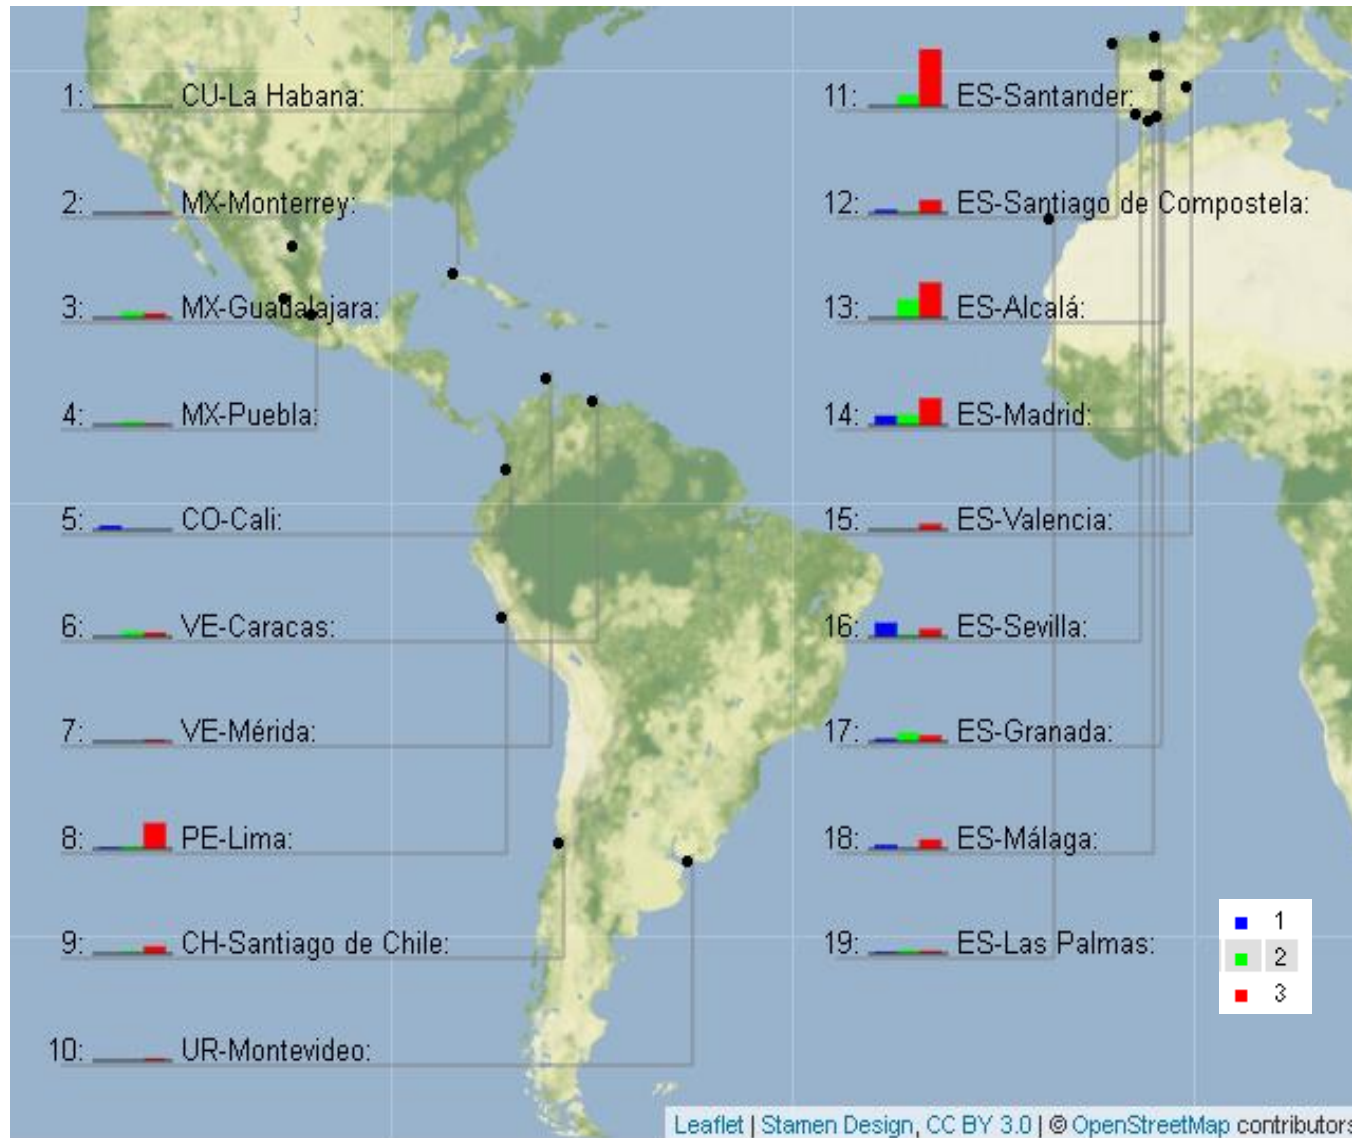 1: CU-La Habana:
2: MX-Monterrey:
3: MX-Guadalajara:
4: MX-Puebla:
5: CO-Cali:
6: VE-Caracas:
7: VE-Mérida:
8: PE-Lima:
9: CH-Santiago de Chile:
10: UR-Montevideo:
11: ES-Santander:
12: ES-Santiago de Compostela:
13: ES-Alcalá:
14: ES-Madrid:
15: ES-Valencia:
16: ES-Sevilla:
17: ES-Granada:
18: ES-Málaga:
19: ES-Las Palmas:
1
2
3
Leaflet | Stamen Design, CC BY 3.0 | © OpenStreetMap contributors